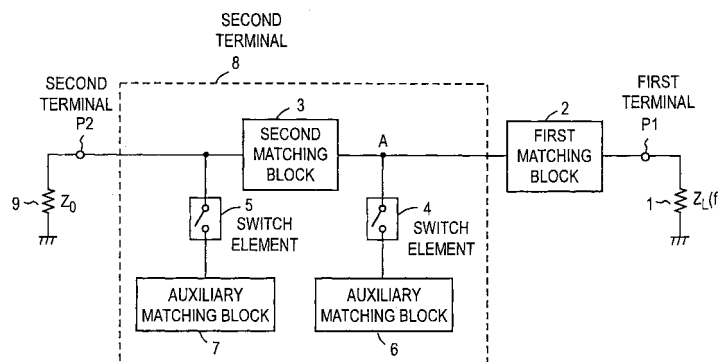 SECOND
TERMINAL
8
SECOND
TERMINAL
P2
3
SECOND
MATCHING
BLOCK
A
2
FIRST
MATCHING
BLOCK
FIRST
TERMINAL
P1
9
Z0
5
SWITCH
ELEMENT
4
SWITCH
ELEMENT
1
ZL(f
AUXILIARY
MATCHING BLOCK
7
AUXILIARY
MATCHING BLOCK
6